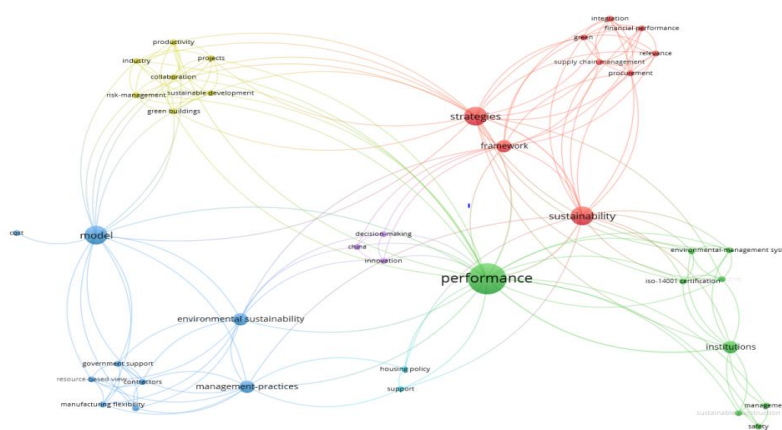 integration
financial performance
green
relevance
supply chain management
procurement
productivity
industry
projects
collaboration
risk-management
sustainable development
green buildings
strategies
framework
sustainability
cost
model
decision-making
china
innovation
performance
environmental-management sys
iso-14001 certification
environmental sustainability
institutions
government support
resource-based view
contractors
manufacturing flexibility
management-practices
housing policy
support
manageme
sustainable construction
safety